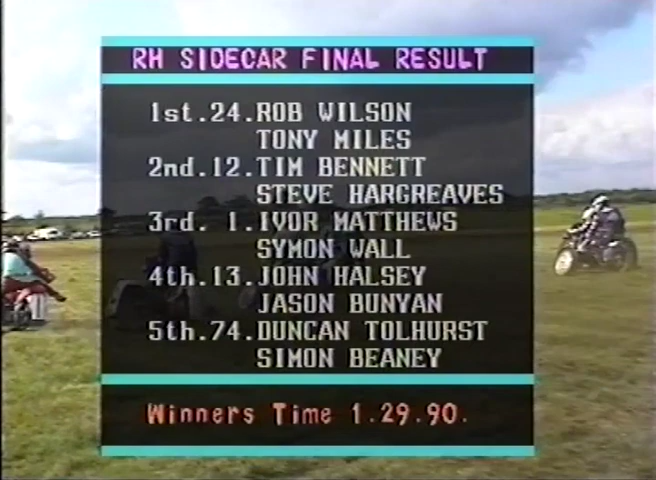 RH SIDECAR FINAL RESULT
1st.24.ROB WILSON
TONY MILES
2nd.12.TIM BENNETT
STEVE HARGREAVES
3rd. 1.IVOR MATTHEWS
SYMON WALL
4th.13.JOHN HALSEY
JASON BUNYAN
5th.74.DUNCAN TOLHURST
SIMON BEANEY
Winners Time 1.29.90.